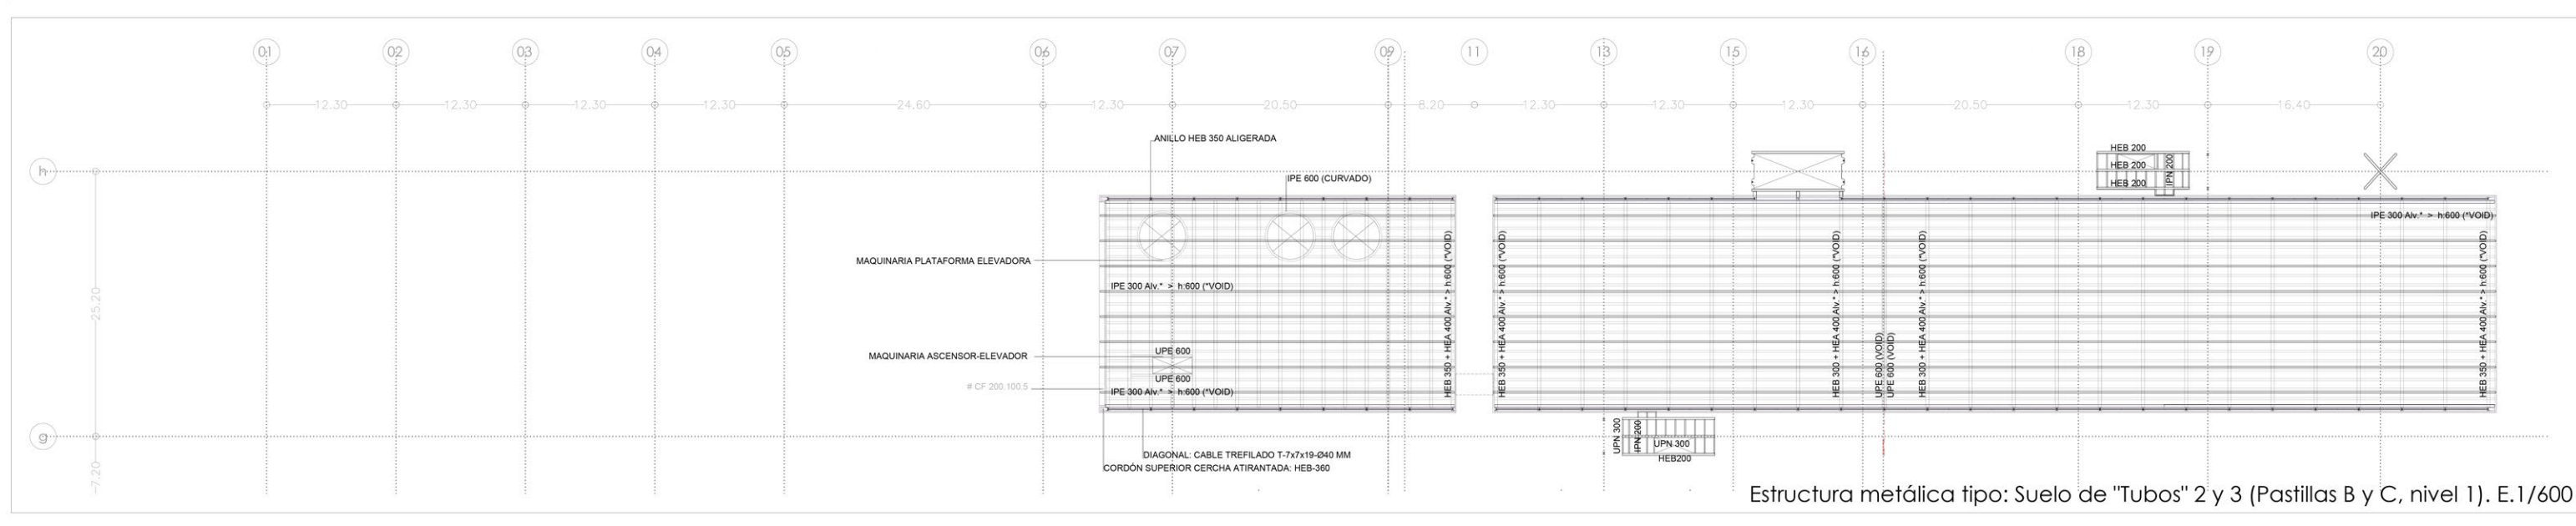 01 02 03 04 05 06 07 09 11 13 15 16 18 19 20
12.30 12.30 12.30 12.30 24.60 12.30 20.50 8.20 12.30 12.30 12.30 20.50 12.30 16.40
ANILLO HEB 350 ALIGERADA
HEB 200
HEB 200
HEB 200
IPN 200
h
IPE 600 (CURVADO)
IPE 300 Alv.* > h:600 (*VOID)
MAQUINARIA PLATAFORMA ELEVADORA
IPE 300 Alv.* > h:600 (*VOID)
25.20
HEB 350 + HEA 400 Alv.* > h:600 (*VOID)
HEB 350 + HEA 400 Alv.* > h:600 (*VOID)
HEB 300 + HEA 400 Alv.* > h:600 (*VOID)
UPE 600 (VOID)
UPE 600 (VOID)
HEB 300 + HEA 400 Alv.* > h:600 (*VOID)
HEB 350 + HEA 400 Alv.* > h:600 (*VOID)
UPE 600
MAQUINARIA ASCENSOR-ELEVADOR
UPE 600
# CF 200.100.5
IPE 300 Alv.* > h:600 (*VOID)
g
UPN 300
IPN 200
UPN 300
HEB200
DIAGONAL: CABLE TREFILADO T-7x7x19-Ø40 MM
CORDÓN SUPERIOR CERCHA ATIRANTADA: HEB-360
7.20
Estructura metálica tipo: Suelo de "Tubos" 2 y 3 (Pastillas B y C, nivel 1). E.1/600